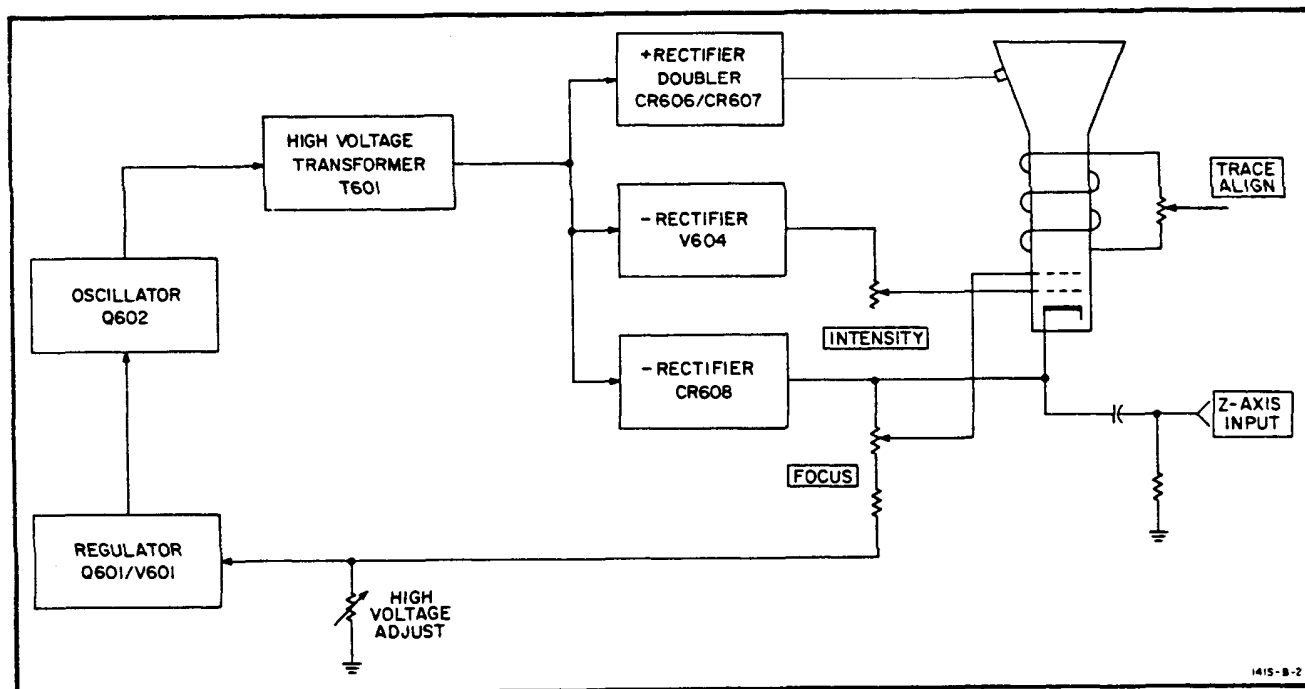 +RECTIFIER
DOUBLER
CR606/CR607
HIGH VOLTAGE
TRANSFORMER
T601
TRACE
ALIGN
-RECTIFIER
V604
OSCILLATOR
Q602
INTENSITY
-RECTIFIER
CR608
Z-AXIS
INPUT
FOCUS
REGULATOR
Q601/V601
HIGH
VOLTAGE
ADJUST
1415-B-2